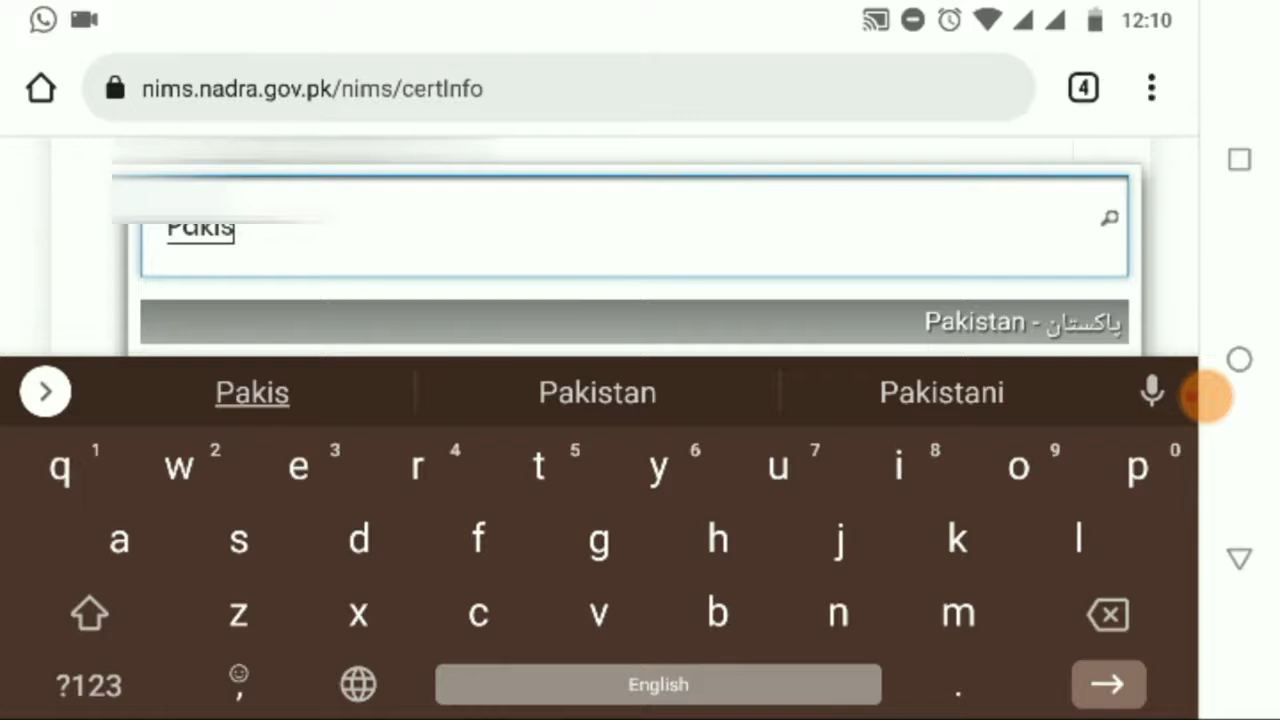 12:10
nims.nadra.gov.pk/nims/certInfo
4
Pakis
Pakistan - پاکستان
Pakis Pakistan Pakistani
q 1 w 2 e 3 r 4 t 5 y 6 u 7 i 8 o 9 p 0
a s d f g h j k l
z x c v b n m
?123 , English .